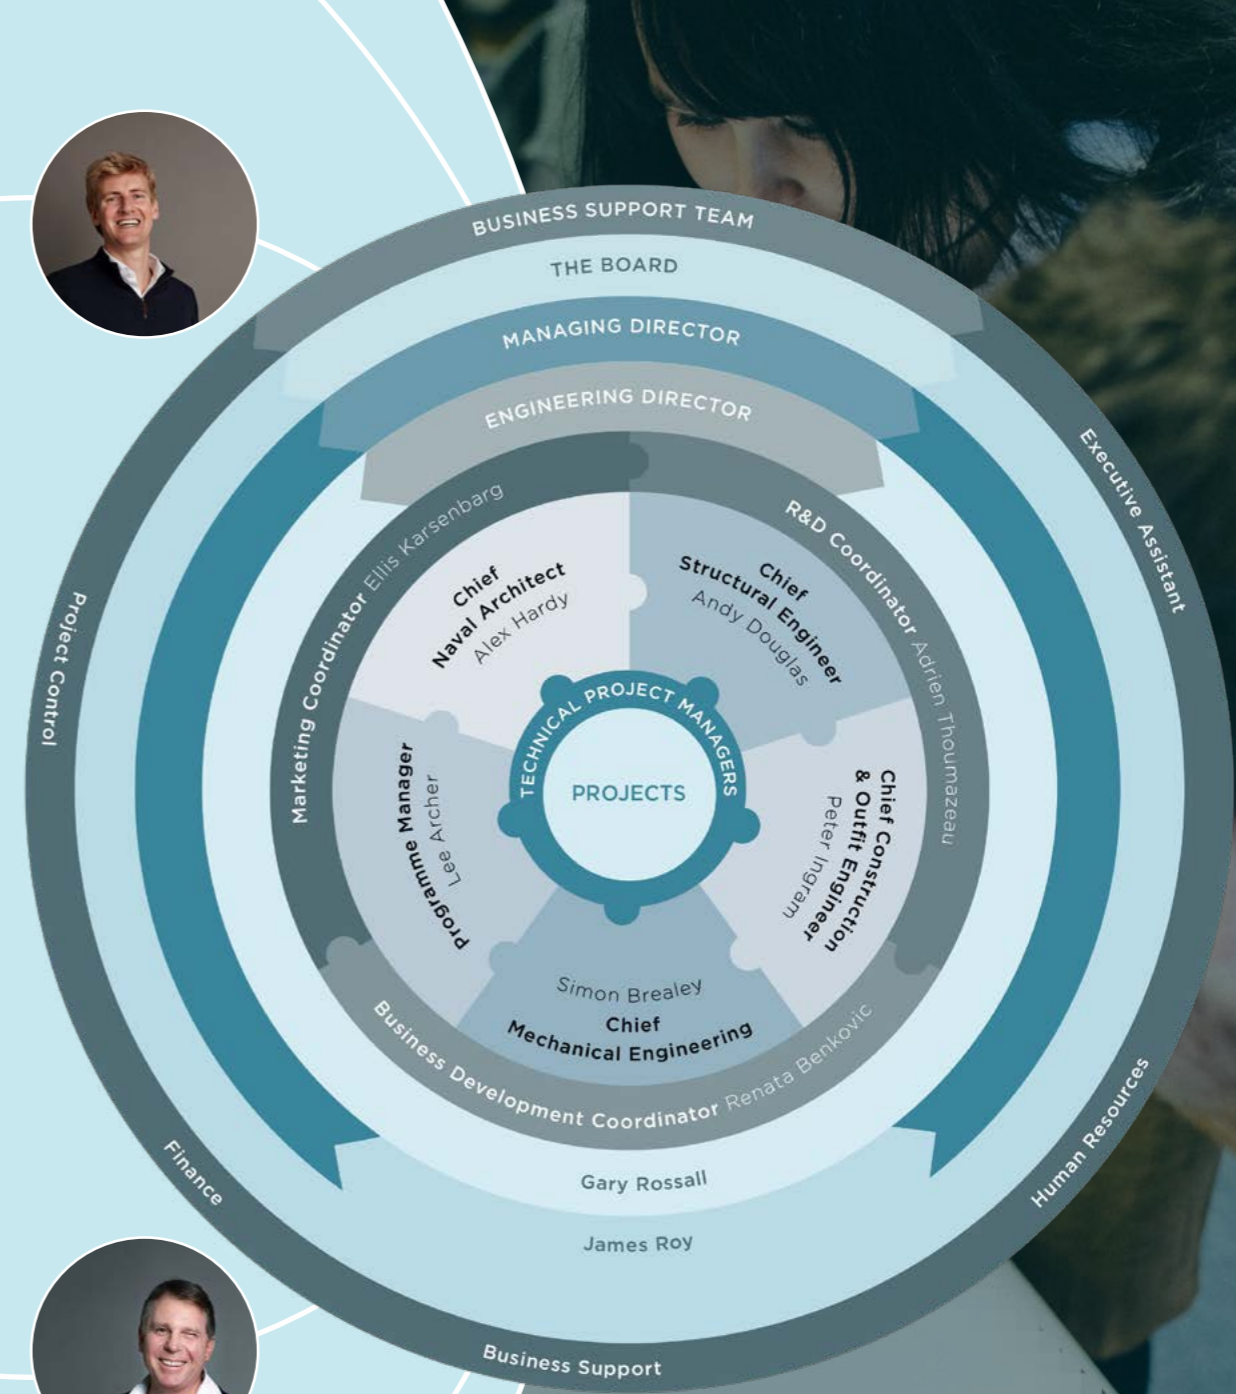 BUSINESS SUPPORT TEAM
THE BOARD
MANAGING DIRECTOR
ENGINEERING DIRECTOR
Marketing Coordinator Ellis Karsenbarg
R&D Coordinator Adrien Thoumazeau
Executive Assistant
Project Control
Chief
Naval Architect
Alex Hardy
Chief
Structural Engineer
Andy Douglas
TECHNICAL PROJECT MANAGERS
PROJECTS
Programme Manager
Lee Archer
Chief Construction
& Outfit Engineer
Peter Ingram
Simon Brealey
Chief
Mechanical Engineering
Business Development Coordinator Renata Benkovic
Gary Rossall
James Roy
Finance
Human Resources
Business Support